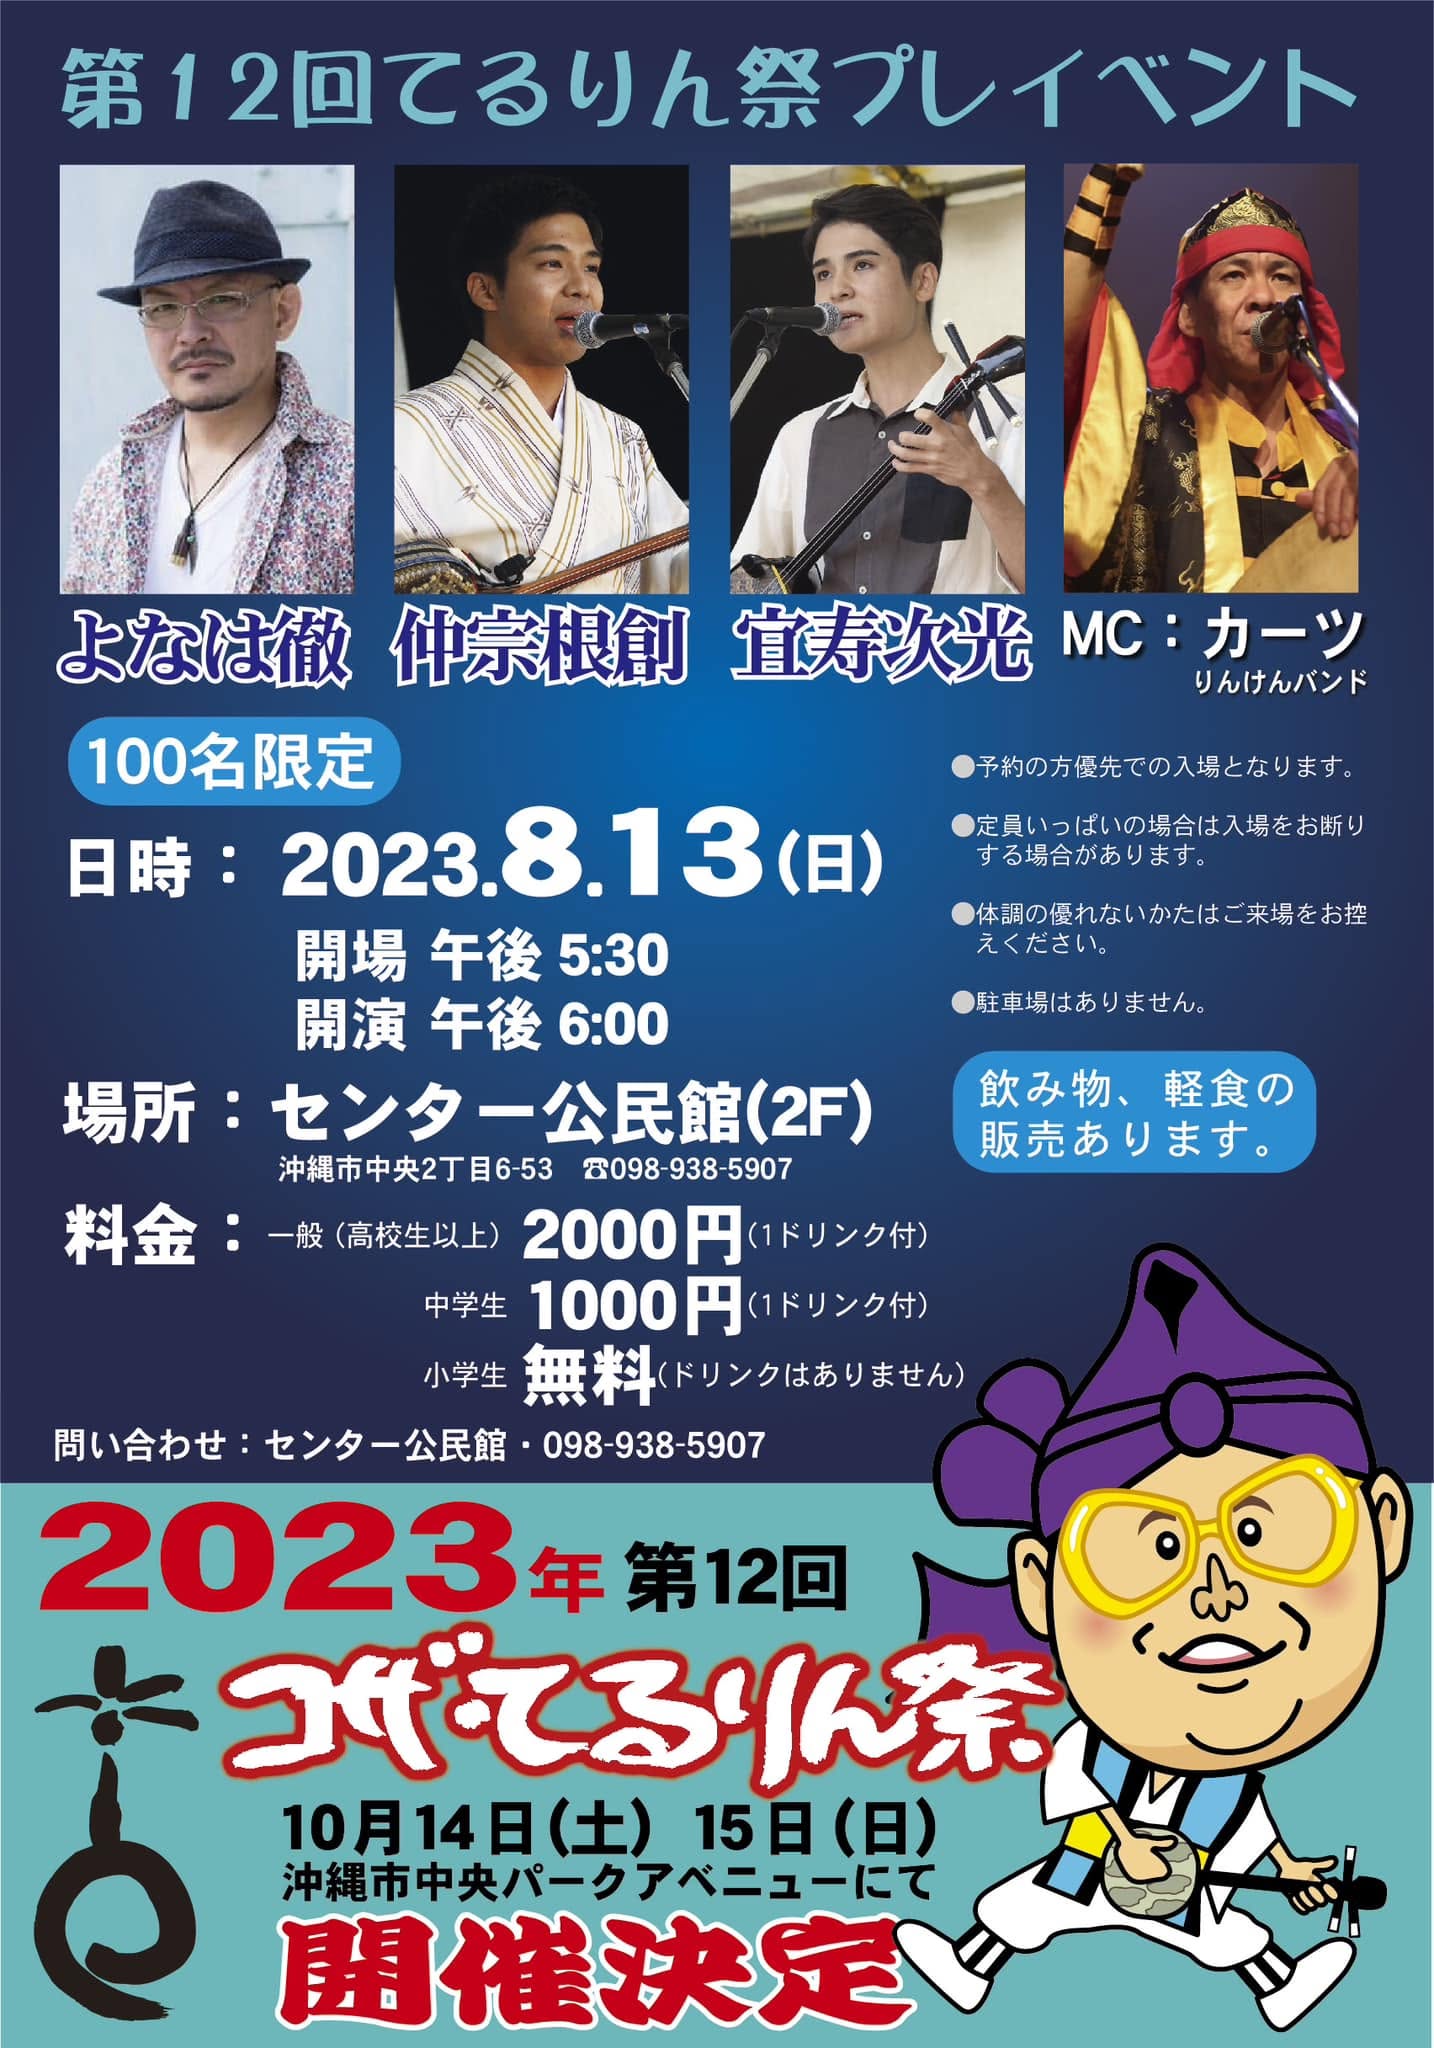 第12回てるりん祭プレイベント
よなは徹
仲宗根創
宜寿次光
MC：カーツ
りんけんバンド
100名限定
日時：2023.8.13(日)
開場 午後 5:30
開演 午後 6:00
場所：センター公民館(2F)
沖縄市中央2丁目6-53 ☎098-938-5907
料金：一般（高校生以上） 2000円（1ドリンク付）
中学生 1000円（1ドリンク付）
小学生 無料（ドリンクはありません）
問い合わせ：センター公民館・098-938-5907
●予約の方優先での入場となります。
●定員いっぱいの場合は入場をお断り
する場合があります。
●体調の優れないかたはご来場をお控
えください。
●駐車場はありません。
飲み物、軽食の
販売あります。
2023年 第12回
コザ・てるりん祭
10月14日(土) 15日(日)
沖縄市中央パークアベニューにて
開催決定